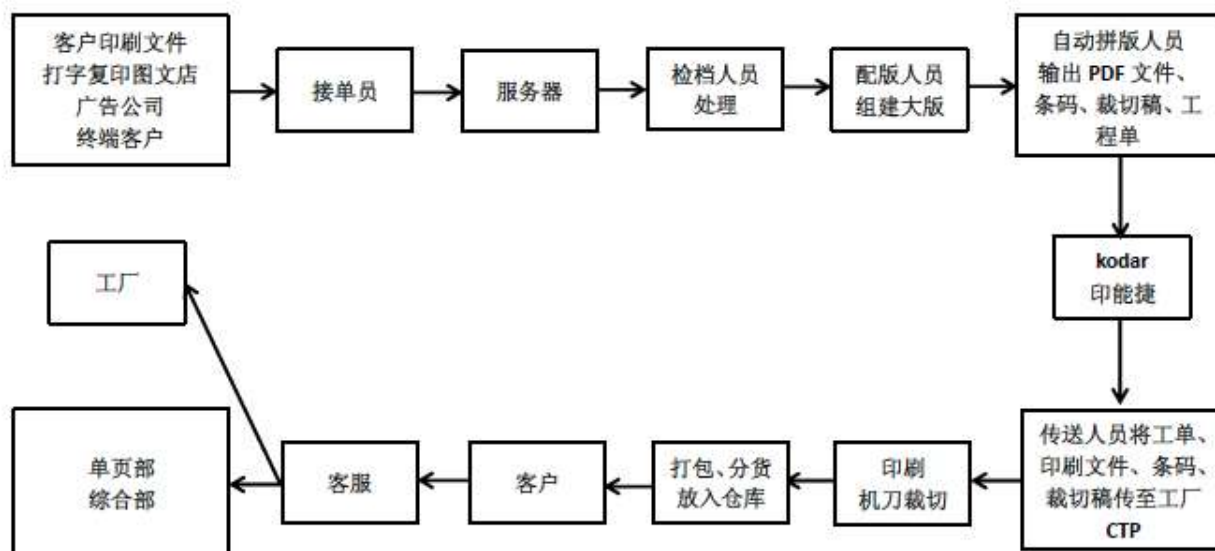 客户印刷文件
打字复印图文店
广告公司
终端客户
接单员
服务器
检档人员
处理
配版人员
组建大版
自动拼版人员
输出 PDF 文件、
条码、裁切稿、工
程单
kodar
印能捷
传送人员将工单、
印刷文件、条码、
裁切稿传至工厂
CTP
印刷
机刀裁切
打包、分货
放入仓库
客户
客服
工厂
单页部
综合部